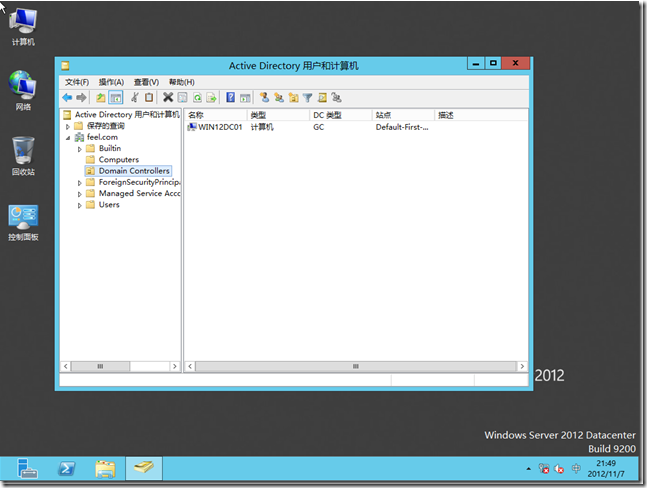 计算机
网络
回收站
控制面板
Active Directory 用户和计算机
文件(F) 操作(A) 查看(V) 帮助(H)
Active Directory 用户和计算机
保存的查询
feel.com
Builtin
Computers
Domain Controllers
ForeignSecurityPrincipa
Managed Service Acco
Users
名称 类型 DC 类型 站点 描述
WIN12DC01 计算机 GC Default-First-...
2012
Windows Server 2012 Datacenter
Build 9200
中
21:49
2012/11/7